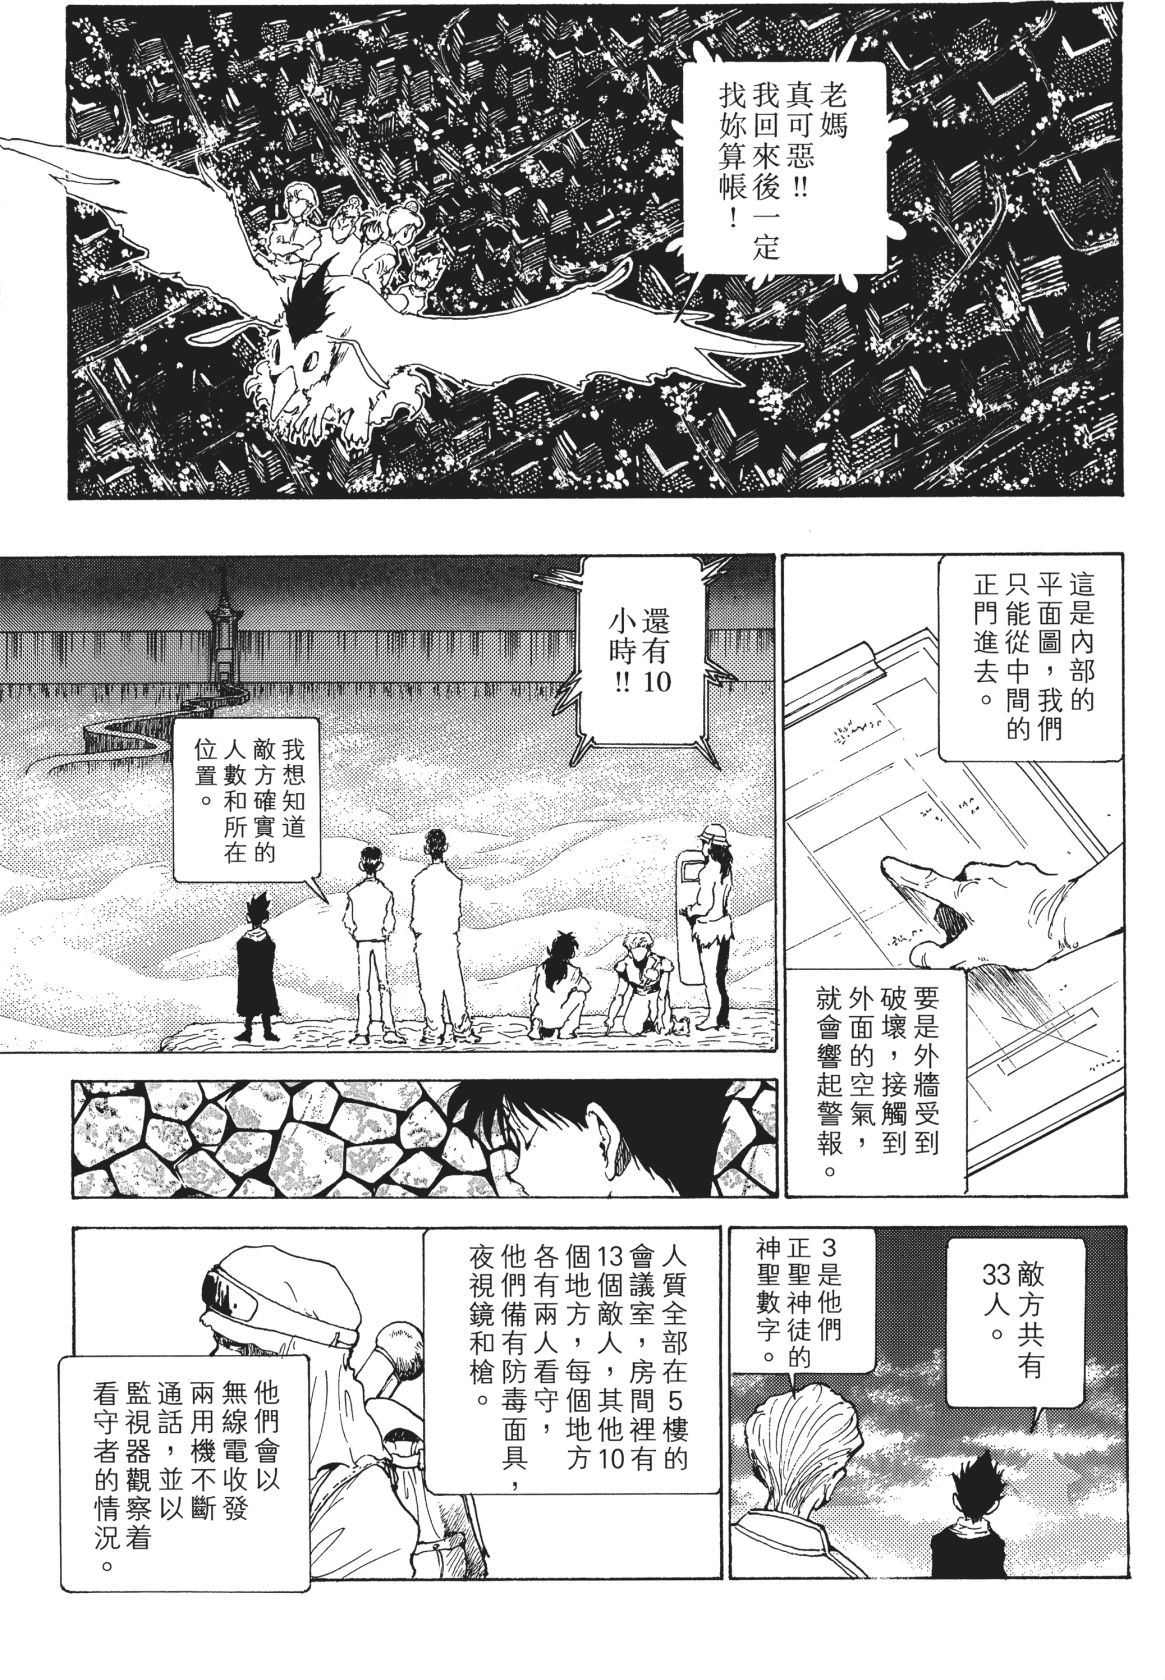 老媽
真可惡!!
我回來後一定
找妳算帳！
這是內部的
平面圖，我們
只能從中間的
正門進去。
要是外牆受到
破壞，接觸到
外面的空氣，
就會響起警報。
還有10
小時!!
我想知道
敵方確實的
人數和所在
位置。
敵方共有
33人。
3是他們
正聖神徒的
神聖數字。
人質全部在5樓的
會議室，房間裡有
13個敵人，其他10
個地方，每個地方
各有兩人看守，
他們備有防毒面具，
夜視鏡和槍。
他們會以
無線電收發
兩用機不斷
通話，並以
監視器觀察着
看守者的情況。